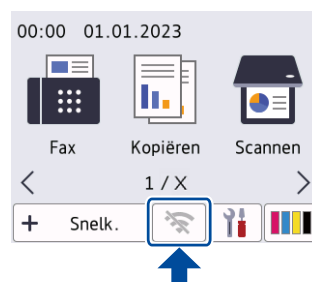 00:00 01.01.2023
Fax Kopiëren Scannen
< 1 / X >
+ Snelk.